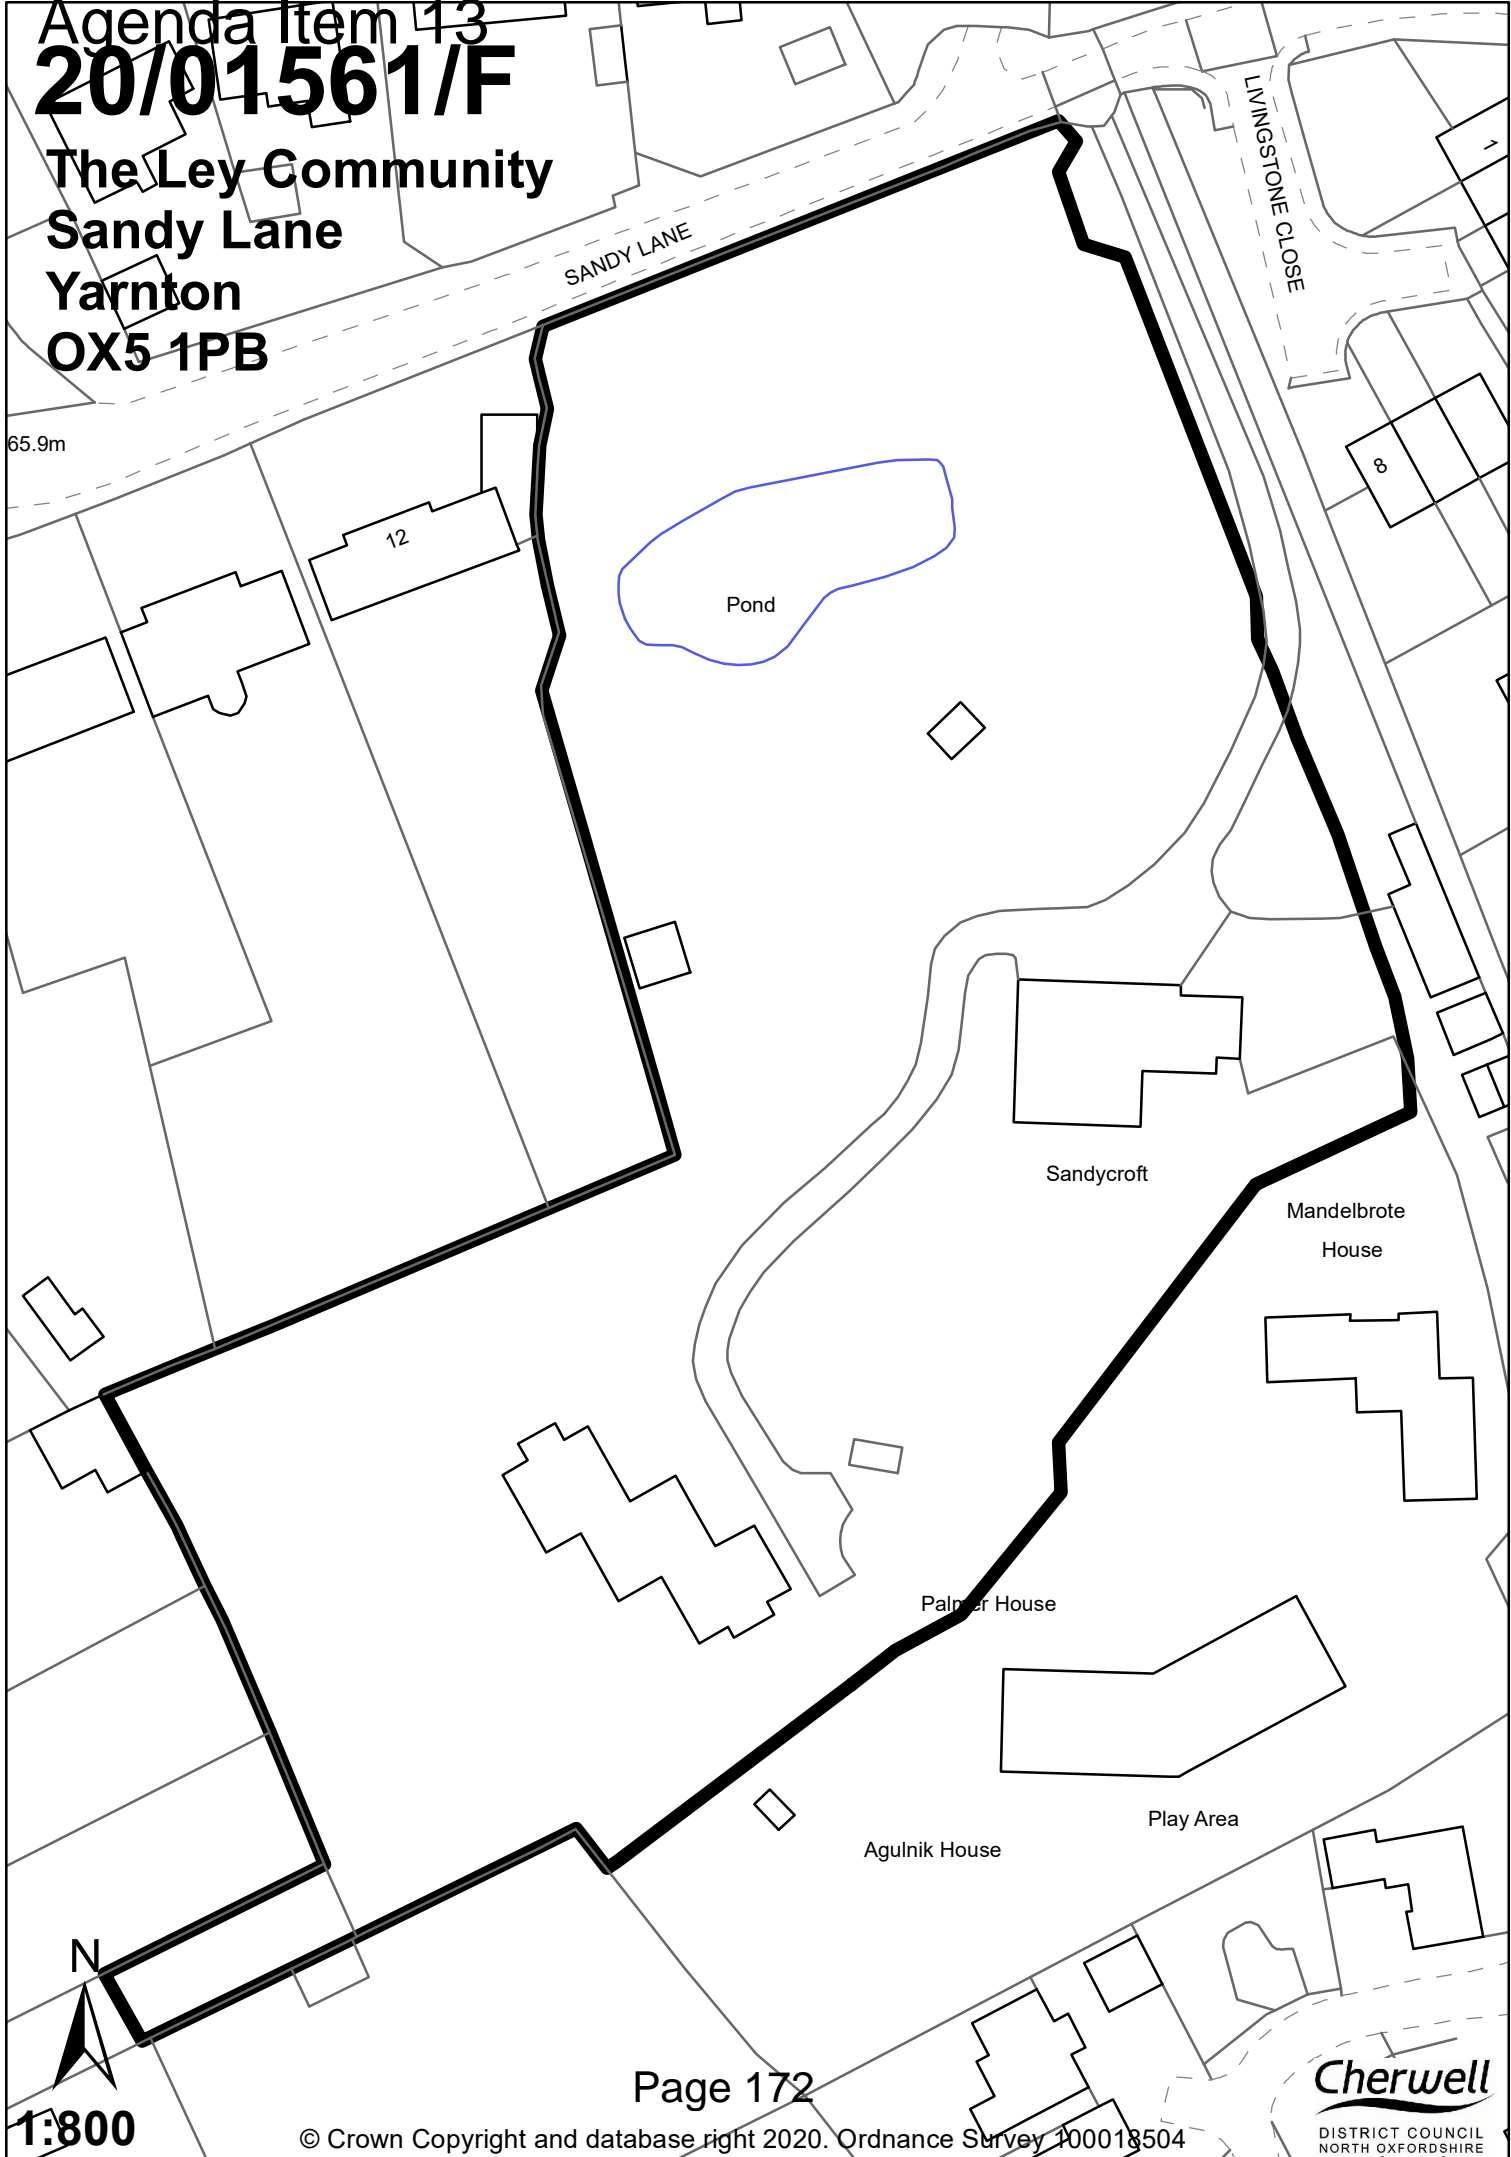 Agenda Item 13
20/01561/F
The Ley Community
Sandy Lane
Yarnton
OX5 1PB
SANDY LANE
LIVINGSTONE CLOSE
1
65.9m
8
12
Pond
Sandycroft
Mandelbrote
House
Palmer House
Play Area
Agulnik House
N
Page 172
1:800
© Crown Copyright and database right 2020. Ordnance Survey 100018504
Cherwell
DISTRICT COUNCIL
NORTH OXFORDSHIRE